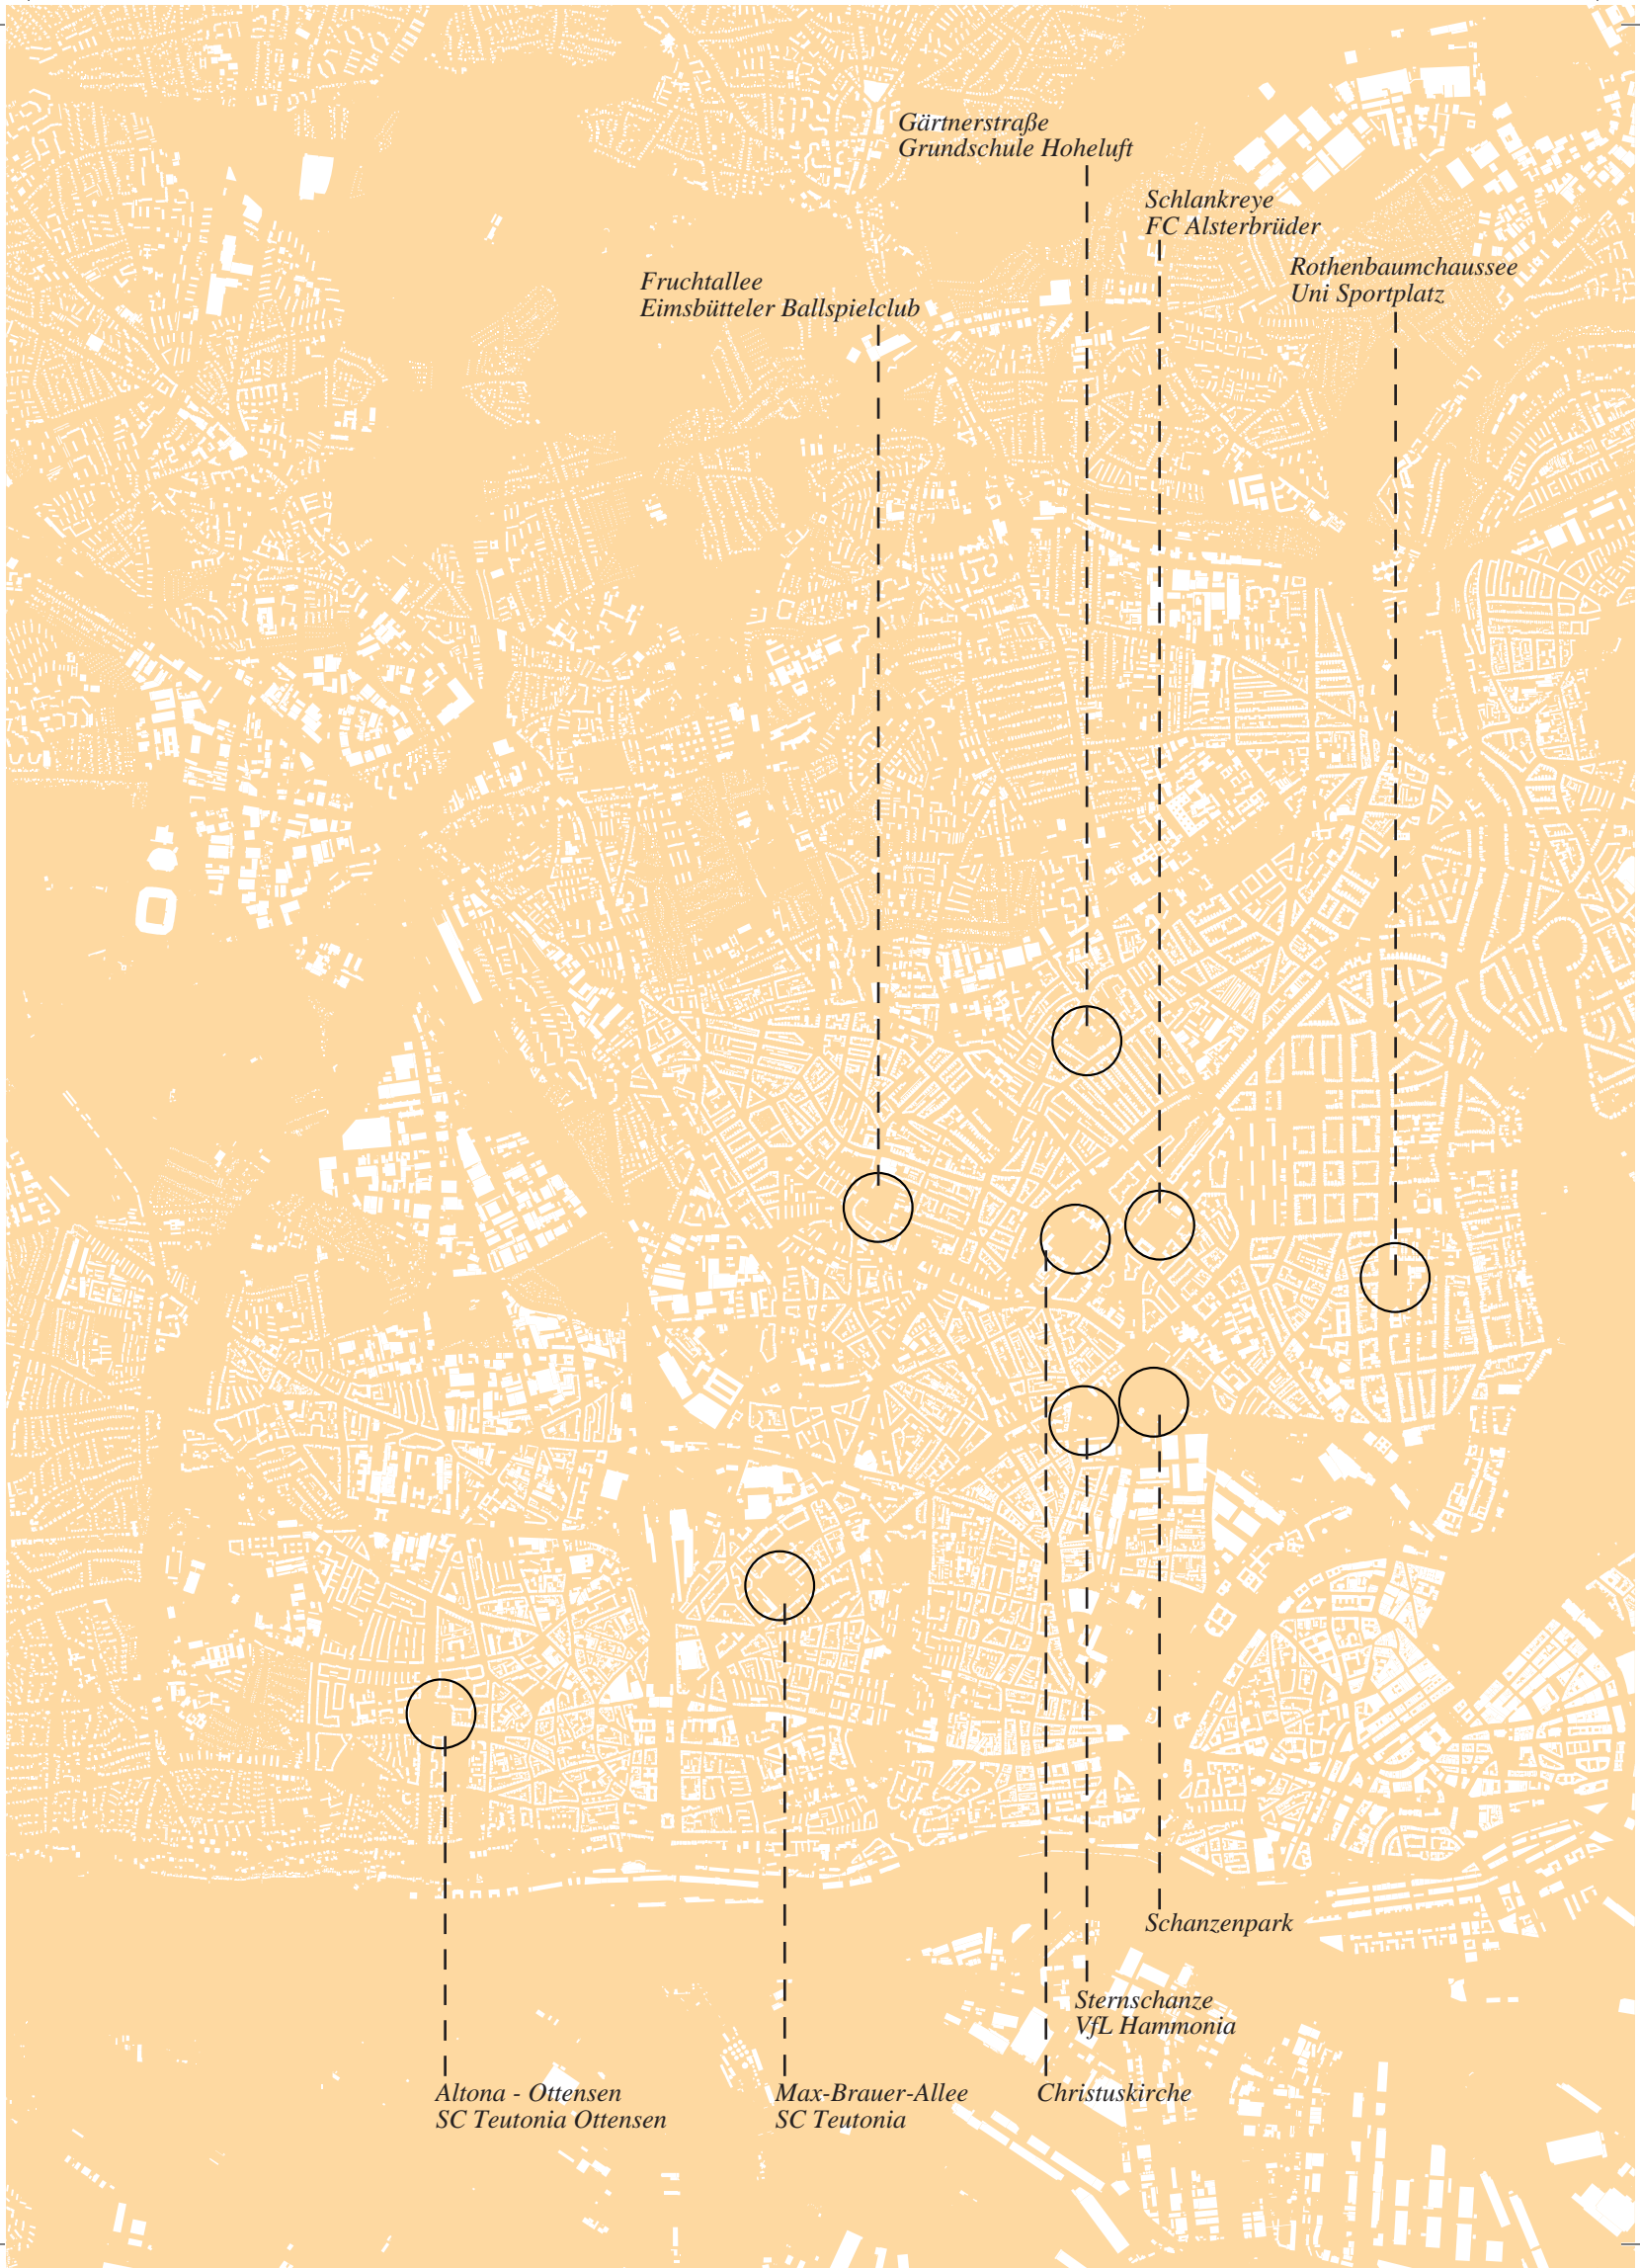 Gärtnerstraße
Grundschule Hoheluft
Schlankreye
FC Alsterbrüder
Rothenbaumchaussee
Uni Sportplatz
Fruchtallee
Eimsbütteler Ballspielclub
Schanzenpark
Sternschanze
VfL Hammonia
Altona - Ottensen
SC Teutonia Ottensen
Max-Brauer-Allee
SC Teutonia
Christuskirche